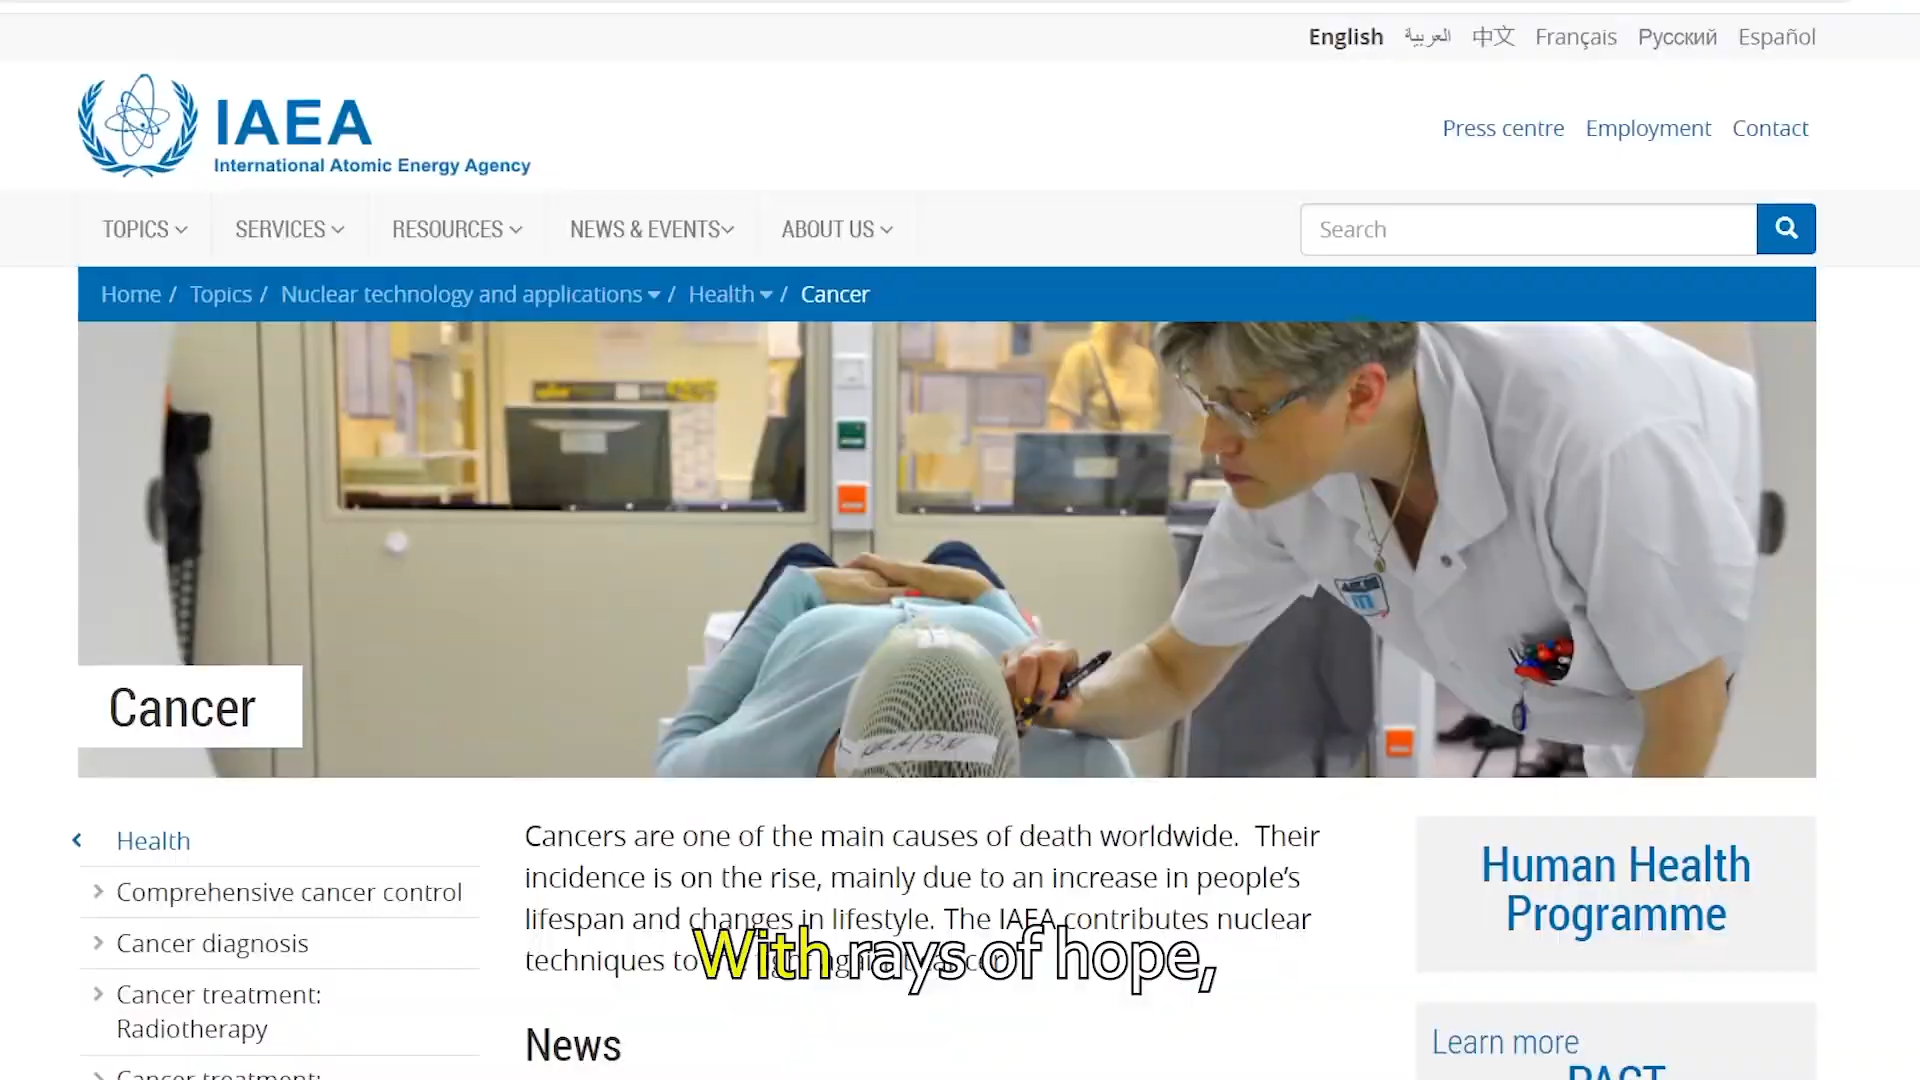 English العربية 中文 Français Русский Español
IAEA
International Atomic Energy Agency
Press centre Employment Contact
TOPICS SERVICES RESOURCES NEWS & EVENTS ABOUT US
Search
Home / Topics / Nuclear technology and applications / Health / Cancer
Cancer
Health
Comprehensive cancer control
Cancer diagnosis
Cancer treatment:
Radiotherapy
Cancer treatment:
Cancers are one of the main causes of death worldwide. Their
incidence is on the rise, mainly due to an increase in people’s
lifespan and changes in lifestyle. The IAEA contributes nuclear
techniques to
With rays of hope,
News
Human Health
Programme
Learn more
PACT